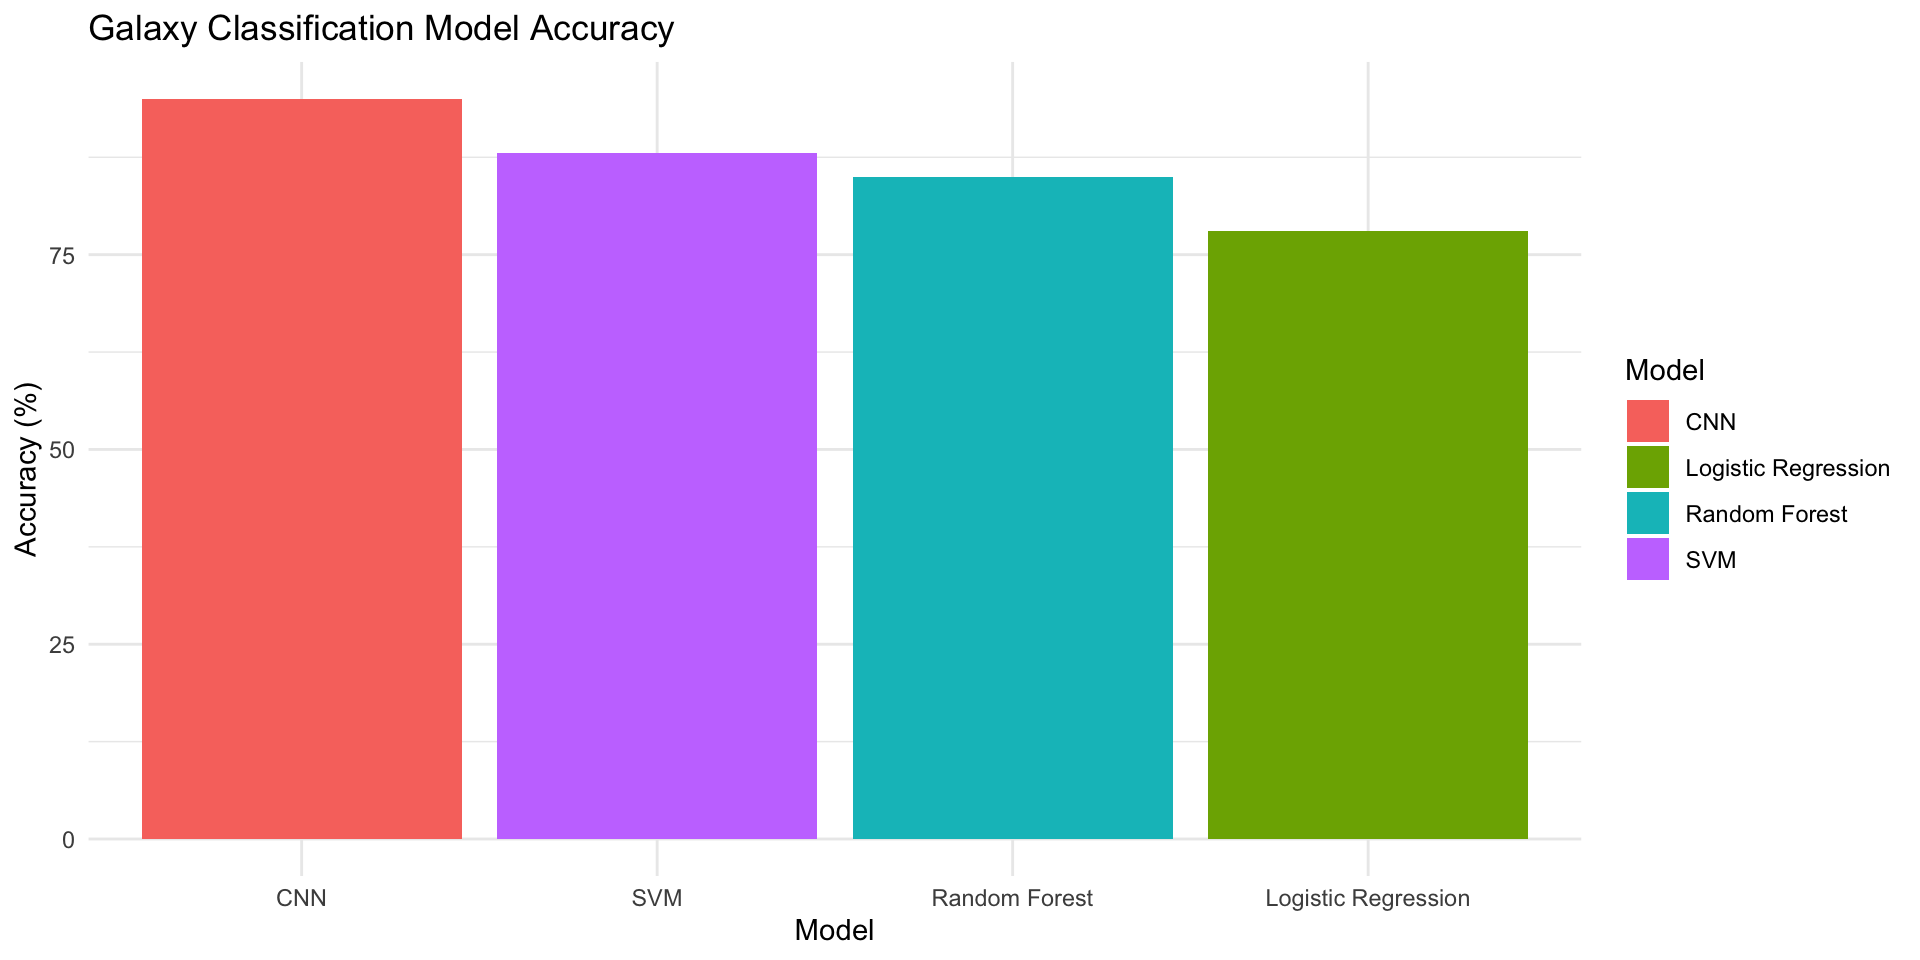 Galaxy Classification Model Accuracy
Accuracy (%)
75
50
25
0
CNN
SVM
Random Forest
Logistic Regression
Model
Model
CNN
Logistic Regression
Random Forest
SVM